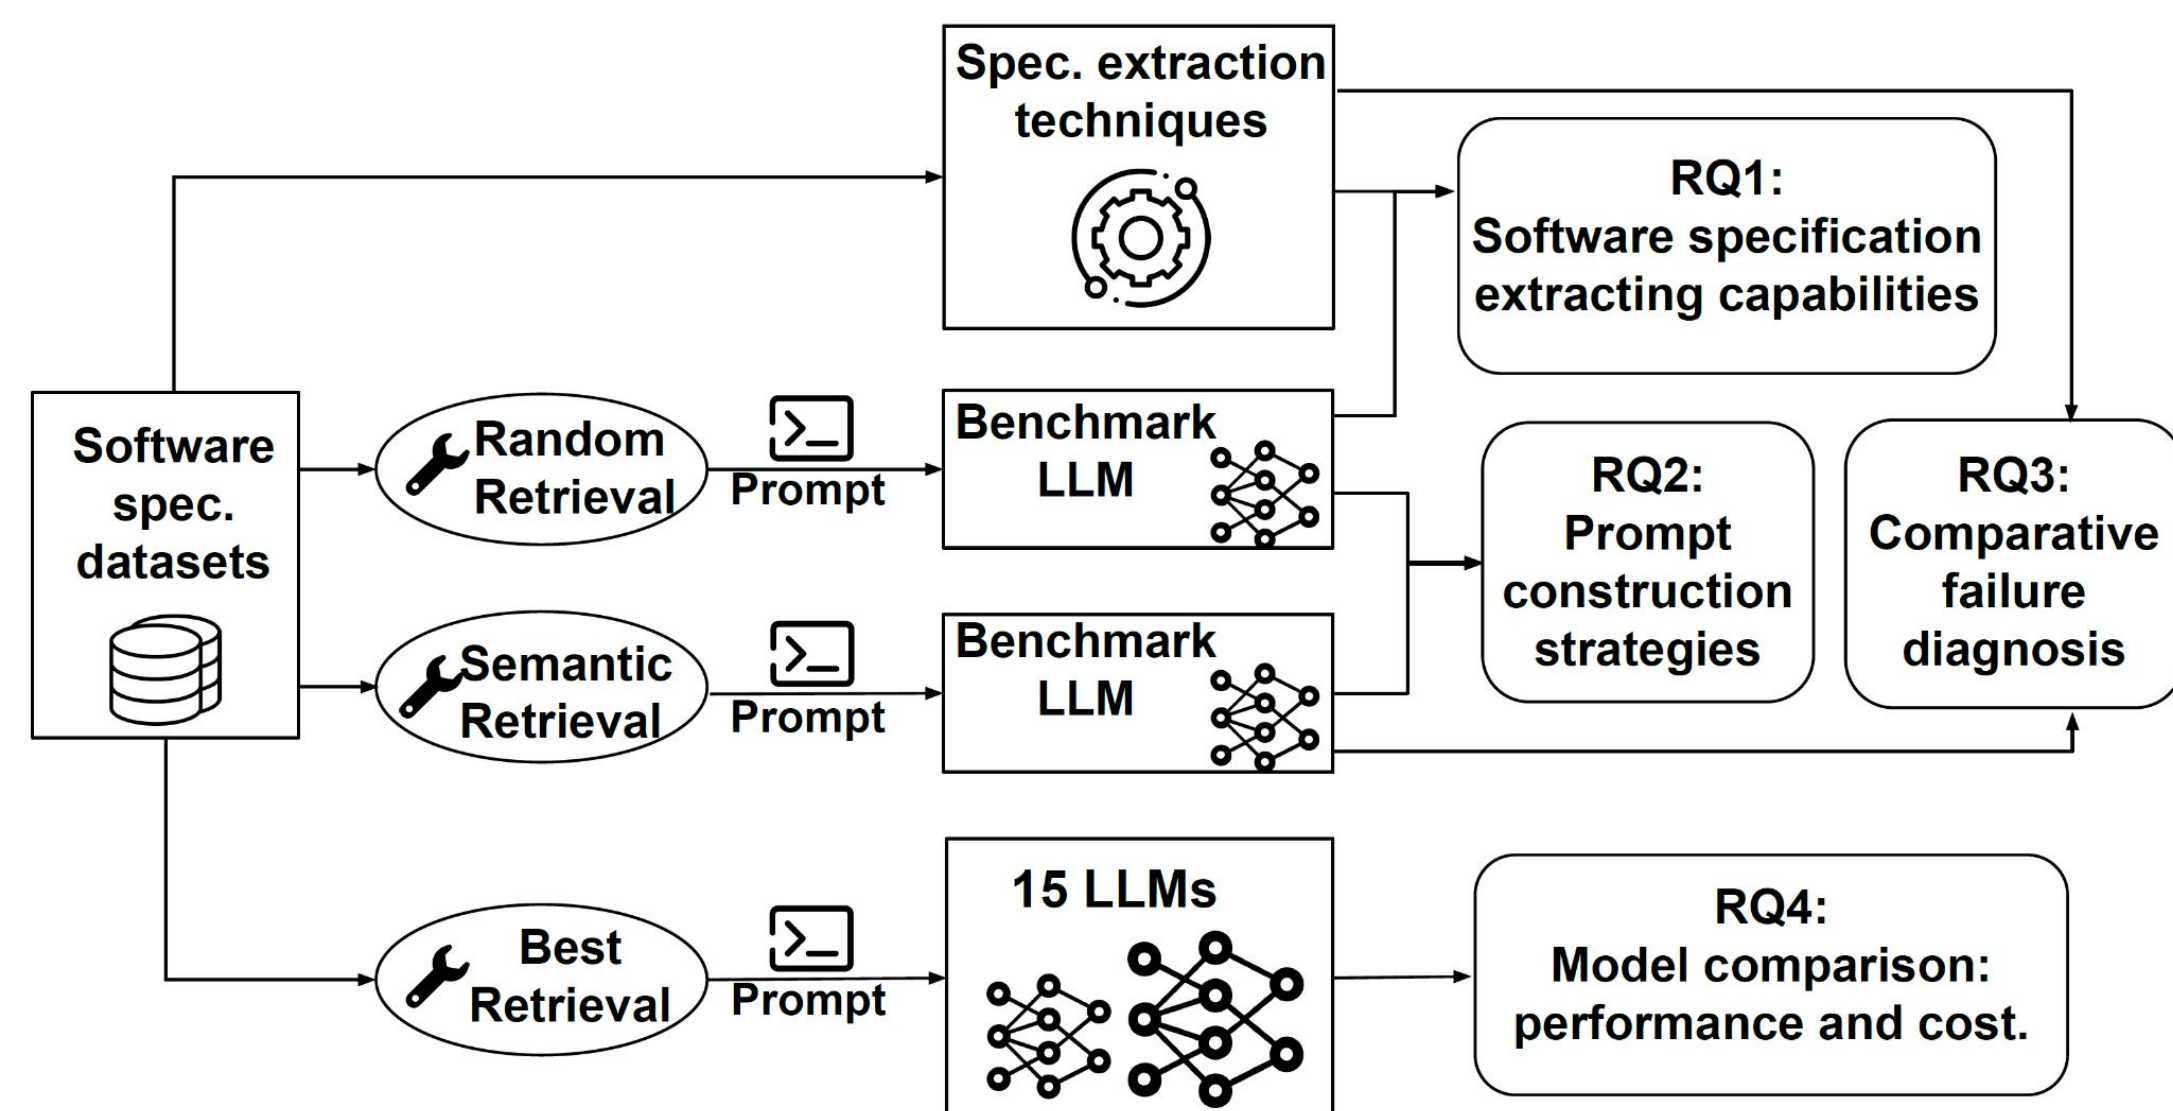 Spec. extraction
techniques
RQ1:
Software specification
extracting capabilities
Software
spec.
datasets
Random
Retrieval
Prompt
Benchmark
LLM
RQ2:
Prompt
construction
strategies
RQ3:
Comparative
failure
diagnosis
Semantic
Retrieval
Prompt
Benchmark
LLM
Best
Retrieval
Prompt
15 LLMs
RQ4:
Model comparison:
performance and cost.